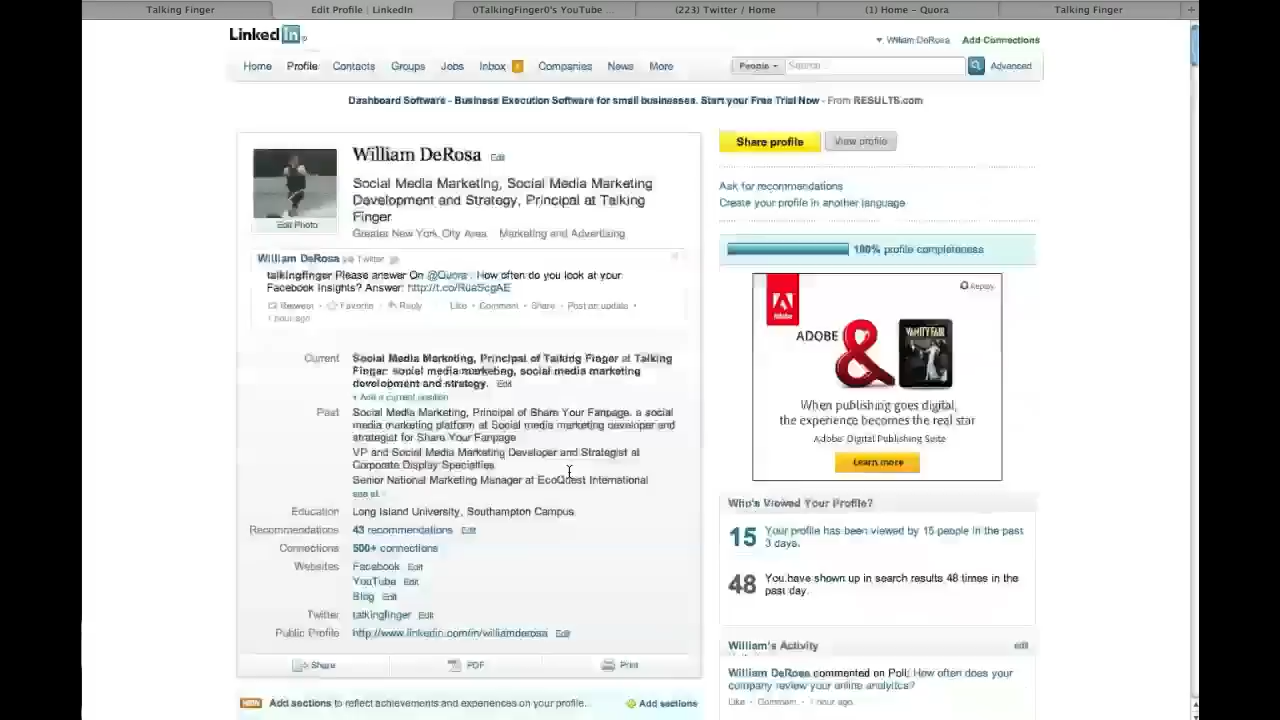 Talking Finger
Edit Profile | LinkedIn
0TalkingFinger0's YouTube ...
(223) Twitter / Home
(1) Home - Quora
Talking Finger
LinkedIn
William DeRosa
Add Connections
Home Profile Contacts Groups Jobs Inbox Companies News More
People Search... Advanced
Dashboard Software - Business Execution Software for small businesses. Start your Free Trial Now - From RESULTS.com
William DeRosa Edit
Social Media Marketing, Social Media Marketing
Development and Strategy, Principal at Talking
Finger
Greater New York City Area Marketing and Advertising
Edit Photo
William DeRosa via Twitter
talkingfinger Please answer On @Quora . How often do you look at your
Facebook Insights? Answer:
Retweet • Favorite • Reply Like • Comment • Share • Post an update •
1 hour ago
Current Social Media Marketing, Principal of Talking Finger at Talking
Finger: social media marketing, social media marketing
development and strategy. Edit
+ Add a current position
Past Social Media Marketing, Principal of Share Your Fanpage. a social
media marketing platform at Social media marketing developer and
strategist for Share Your Fanpage
VP and Social Media Marketing Developer and Strategist at
Corporate Display Specialties
Senior National Marketing Manager at EcoQuest International
see all
Education Long Island University, Southampton Campus
Recommendations 43 recommendations Edit
Connections 500+ connections
Websites Facebook Edit
YouTube Edit
Blog Edit
Twitter talkingfinger Edit
Public Profile http://www.linkedin.com/in/williamderosa Edit
Share PDF Print
NEW Add sections to reflect achievements and experiences on your profile. Add sections
Share profile View profile
Ask for recommendations
Create your profile in another language
100% profile completeness
Adobe
Replay
ADOBE & VANITY FAIR
When publishing goes digital,
the experience becomes the real star
Adobe Digital Publishing Suite
Learn more
Who's Viewed Your Profile?
15 Your profile has been viewed by 15 people in the past
3 days.
48 You have shown up in search results 48 times in the
past day.
William's Activity edit
William DeRosa commented on Poll: How often does your
company review your online analytics?
Like • Comment • 1 hour ago